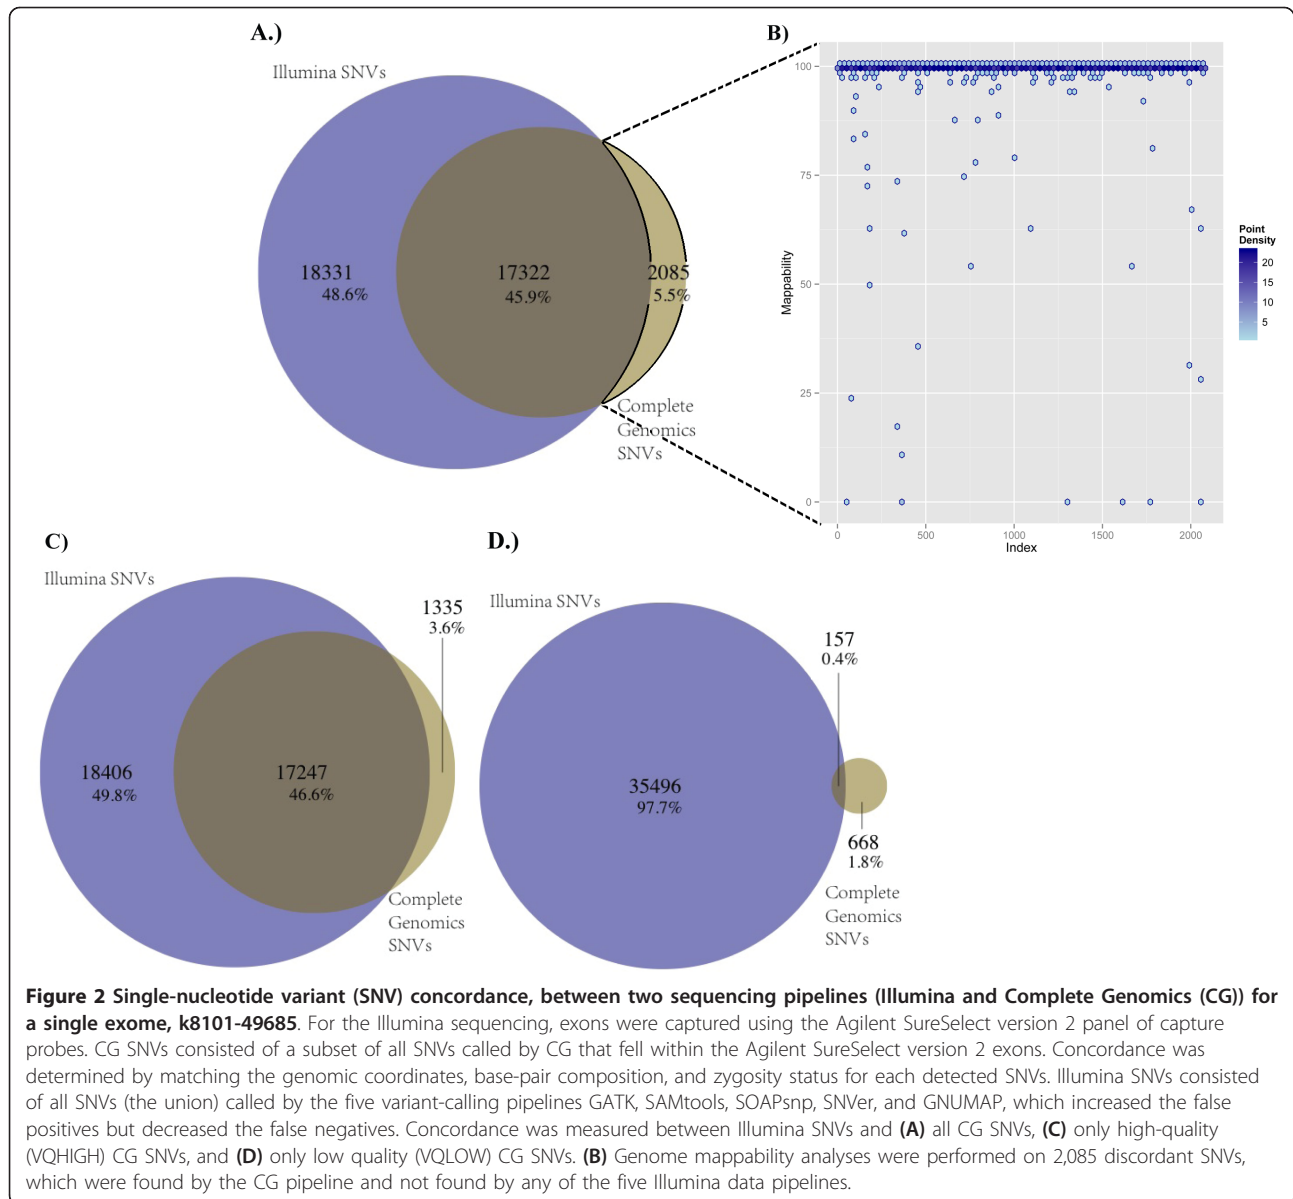 A.)
Illumina SNVs
18331
48.6%
17322
45.9%
2085
5.5%
Complete
Genomics
SNVs
B)
100
75
50
25
0
Mappability
0
500
1000
1500
2000
Index
Point
Density
20
15
10
5
C)
Illumina SNVs
1335
3.6%
18406
49.8%
17247
46.6%
Complete
Genomics
SNVs
D.)
Illumina SNVs
157
0.4%
35496
97.7%
668
1.8%
Complete
Genomics
SNVs
Figure 2 Single-nucleotide variant (SNV) concordance, between two sequencing pipelines (Illumina and Complete Genomics (CG)) for
a single exome, k8101-49685. For the Illumina sequencing, exons were captured using the Agilent SureSelect version 2 panel of capture
probes. CG SNVs consisted of a subset of all SNVs called by CG that fell within the Agilent SureSelect version 2 exons. Concordance was
determined by matching the genomic coordinates, base-pair composition, and zygosity status for each detected SNVs. Illumina SNVs consisted
of all SNVs (the union) called by the five variant-calling pipelines GATK, SAMtools, SOAPsnp, SNVer, and GNUMAP, which increased the false
positives but decreased the false negatives. Concordance was measured between Illumina SNVs and (A) all CG SNVs, (C) only high-quality
(VQHIGH) CG SNVs, and (D) only low quality (VQLOW) CG SNVs. (B) Genome mappability analyses were performed on 2,085 discordant SNVs,
which were found by the CG pipeline and not found by any of the five Illumina data pipelines.